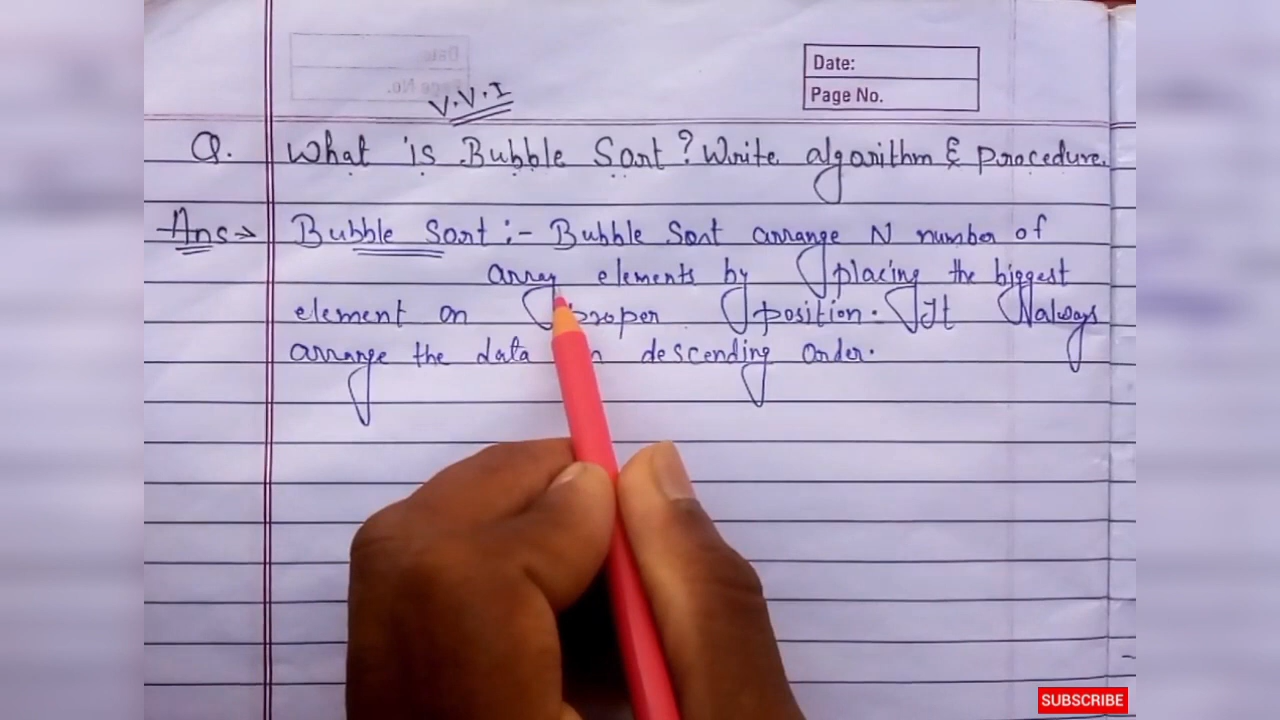 Date:
Page No.
V.V.I
Q. What is Bubble Sort? Write algorithm & procedure.
Ans→ Bubble Sort :- Bubble Sort arrange N number of
array elements by placing the biggest
element on proper position. It always
arrange the data descending order.
SUBSCRIBE